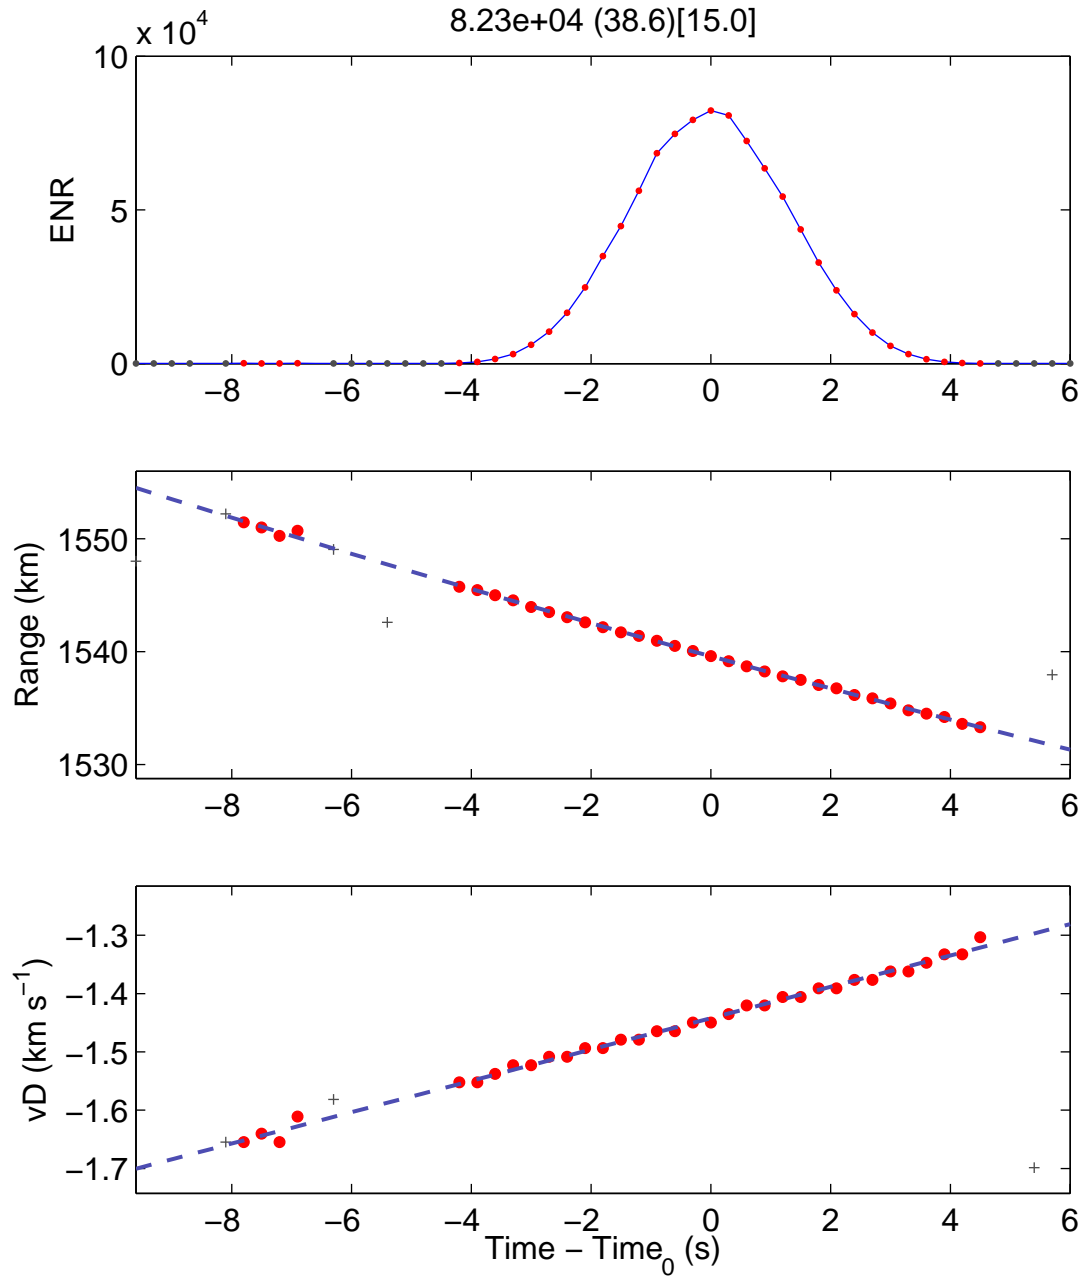 8.23e+04 (38.6)[15.0]
x 10^4
10
5
0
ENR
−8 −6 −4 −2 0 2 4 6
1550
1540
1530
Range (km)
−8 −6 −4 −2 0 2 4 6
−1.3
−1.4
−1.5
−1.6
−1.7
vD (km s^−1)
−8 −6 −4 −2 0 2 4 6
Time − Time_0 (s)